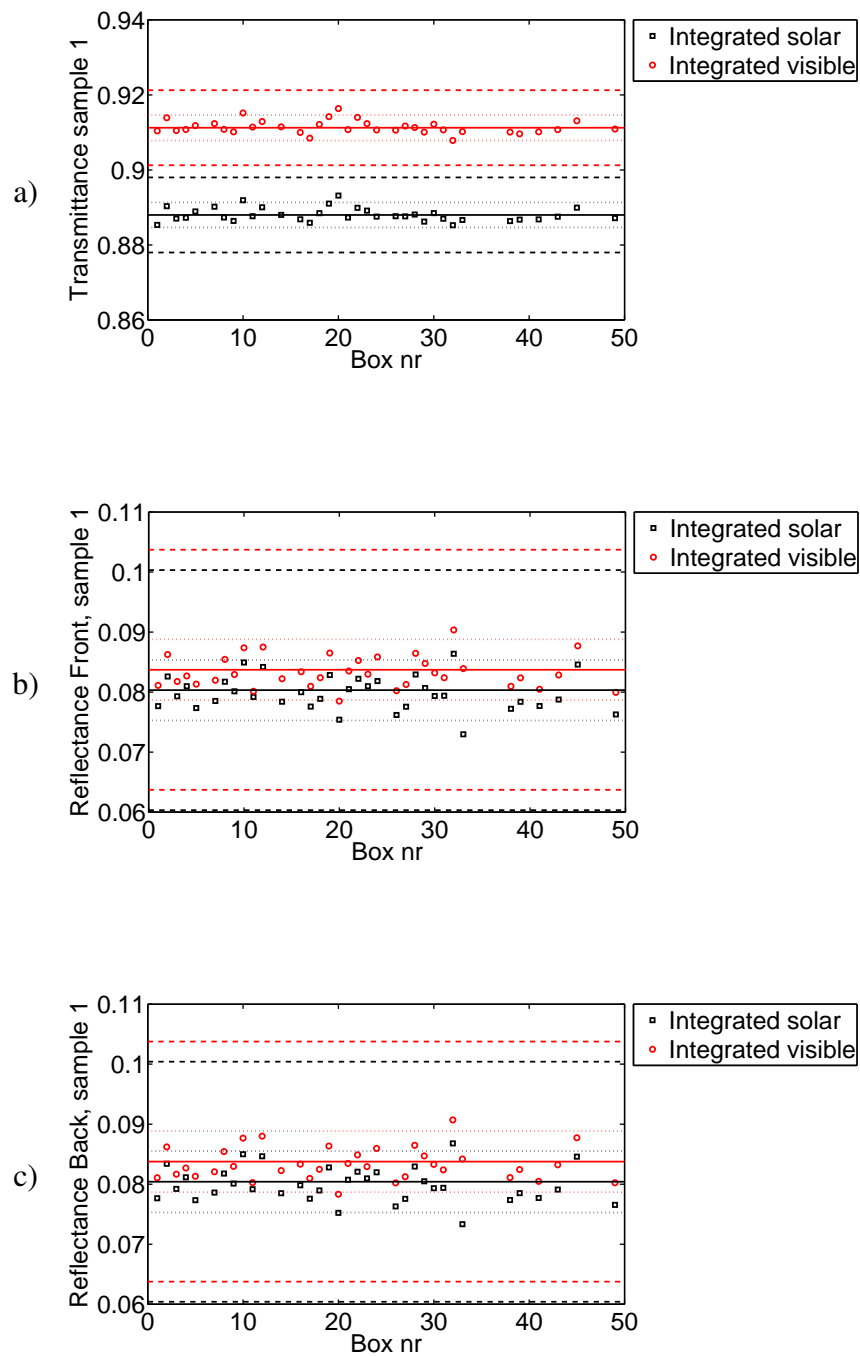 a)
Transmittance sample 1
0.94
0.92
0.9
0.88
0.86
0 10 20 30 40 50
Box nr
Integrated solar
Integrated visible
b)
Reflectance Front, sample 1
0.11
0.1
0.09
0.08
0.07
0.06
0 10 20 30 40 50
Box nr
Integrated solar
Integrated visible
c)
Reflectance Back, sample 1
0.11
0.1
0.09
0.08
0.07
0.06
0 10 20 30 40 50
Box nr
Integrated solar
Integrated visible